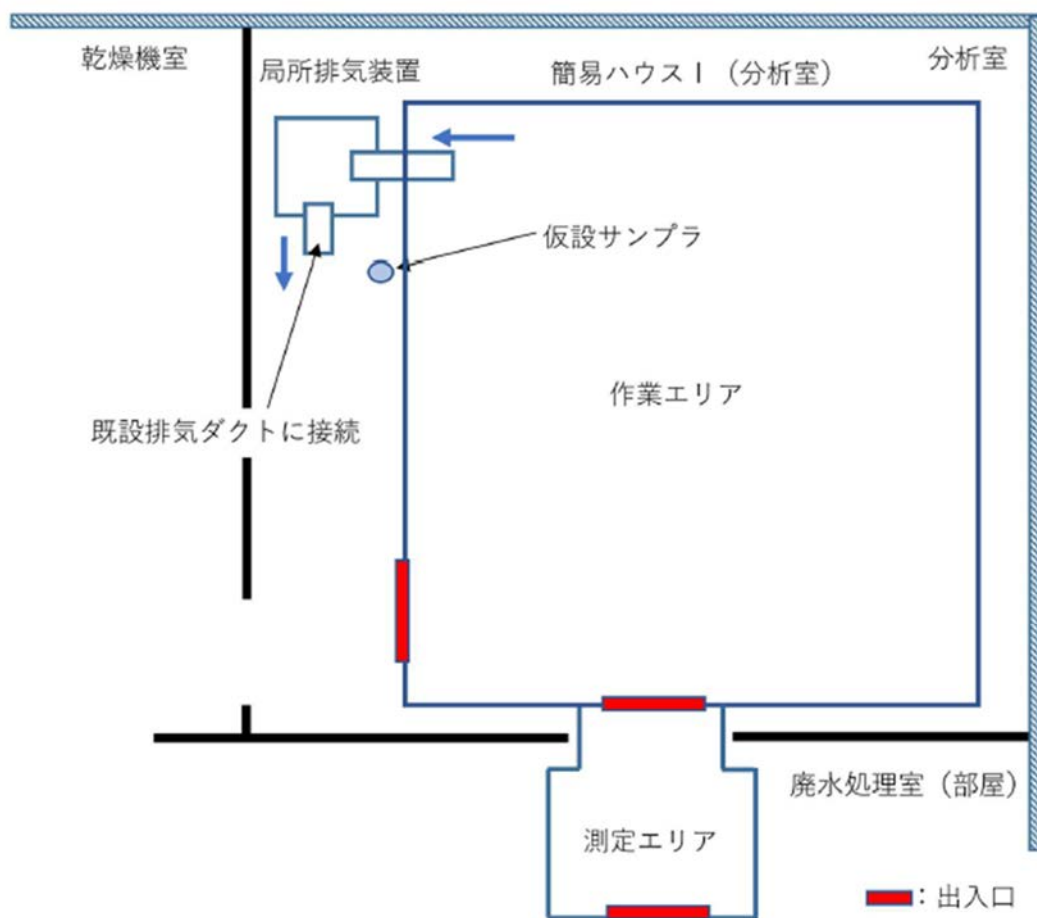 乾燥機室
局所排気装置
簡易ハウスⅠ（分析室）
分析室
仮設サンプラ
作業エリア
既設排気ダクトに接続
廃水処理室（部屋）
測定エリア
：出入口